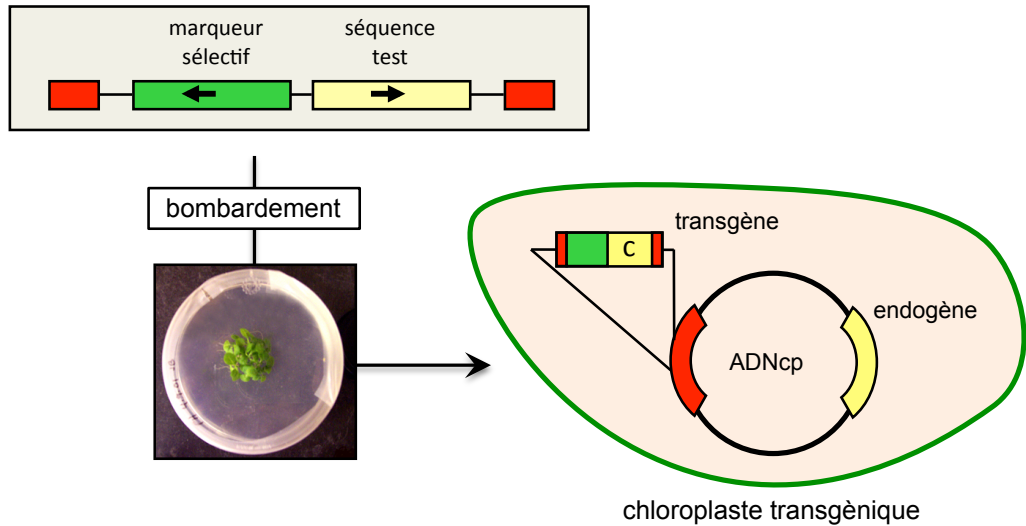 marqueur
sélectif
séquence
test
bombardement
transgène
C
endogène
ADNcp
chloroplaste transgènique